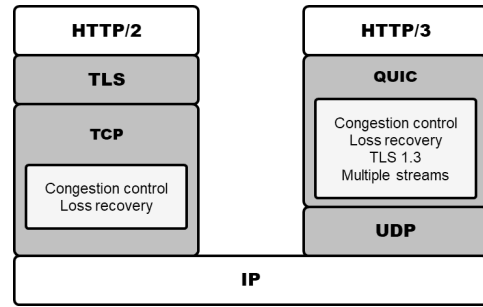 HTTP/2
TLS
TCP
Congestion control
Loss recovery
HTTP/3
QUIC
Congestion control
Loss recovery
TLS 1.3
Multiple streams
UDP
IP